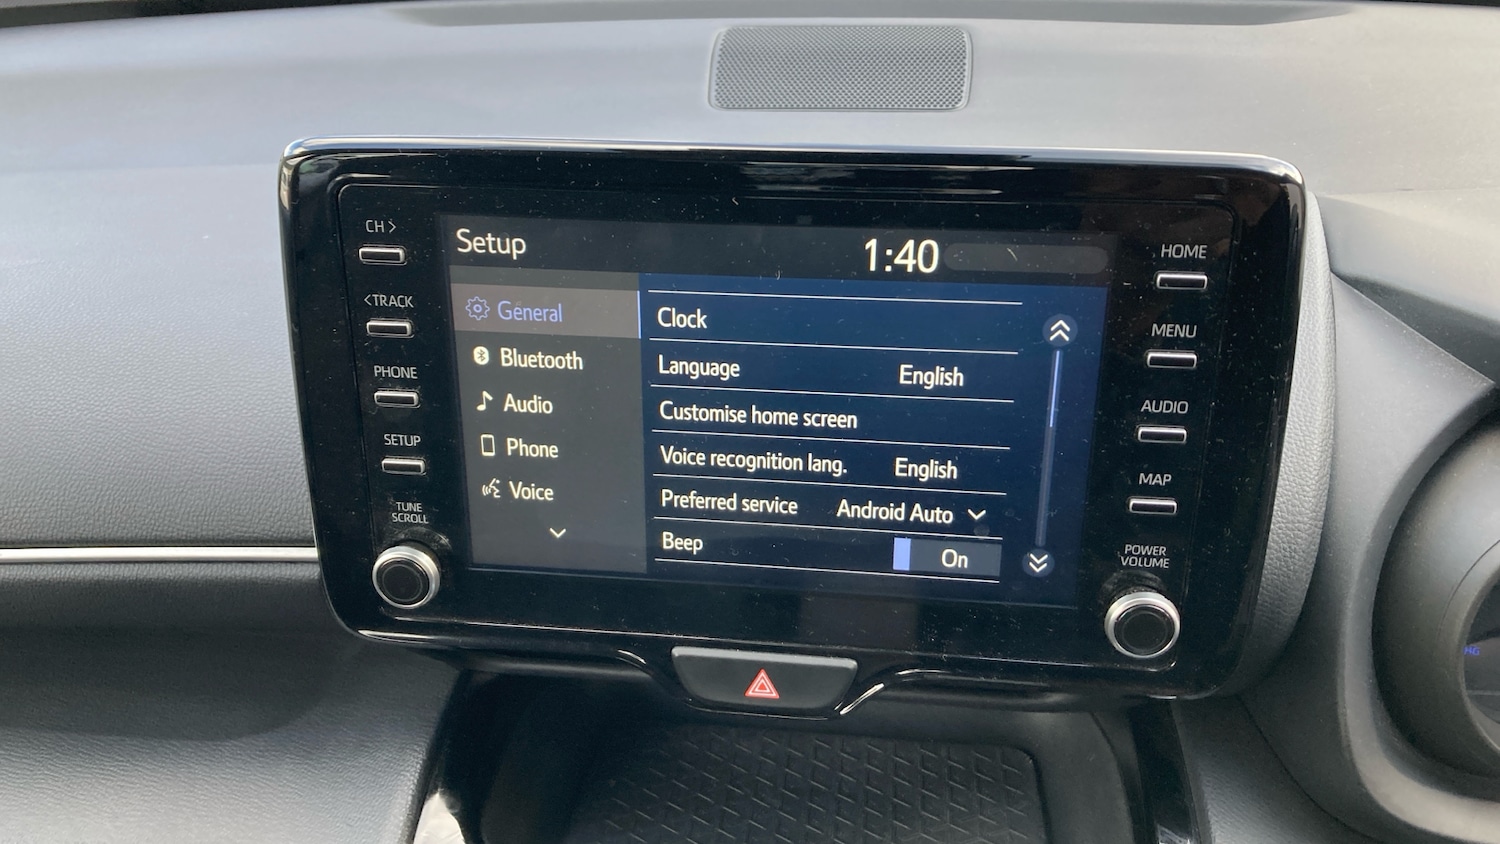 CH >
< TRACK
PHONE
SETUP
TUNE
SCROLL
Setup
1:40
General
Bluetooth
Audio
Phone
Voice
Clock
Language English
Customise home screen
Voice recognition lang. English
Preferred service Android Auto
Beep On
HOME
MENU
AUDIO
MAP
POWER
VOLUME